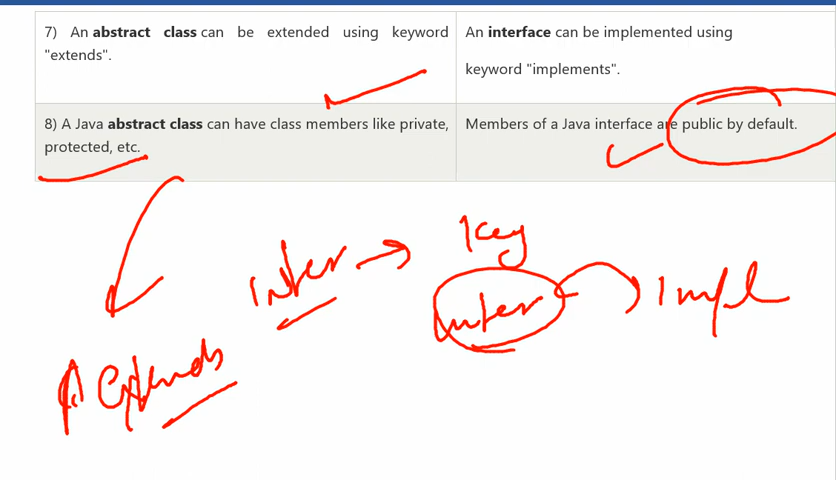 7) An abstract class can be extended using keyword
"extends".
An interface can be implemented using
keyword "implements".
8) A Java abstract class can have class members like private,
protected, etc.
Members of a Java interface are public by default.
Key
Inter
Inter
Impl
extends